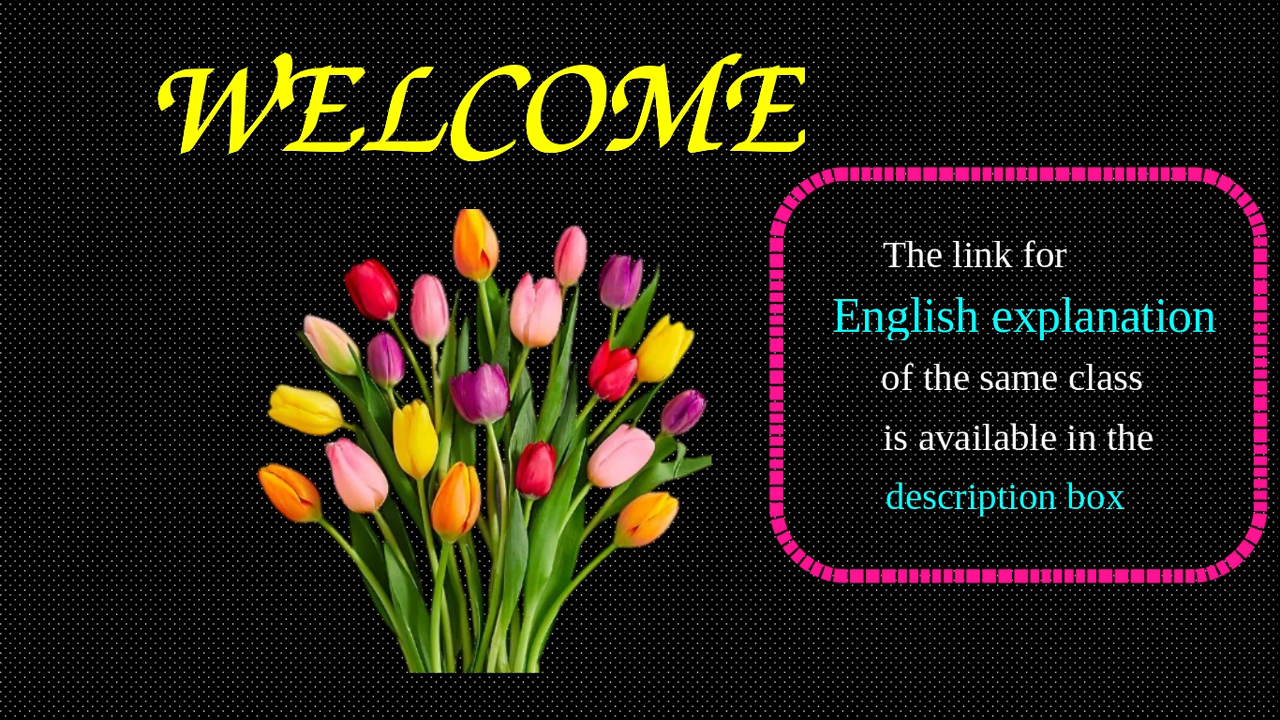 WELCOME
The link for
English explanation
of the same class
is available in the
description box